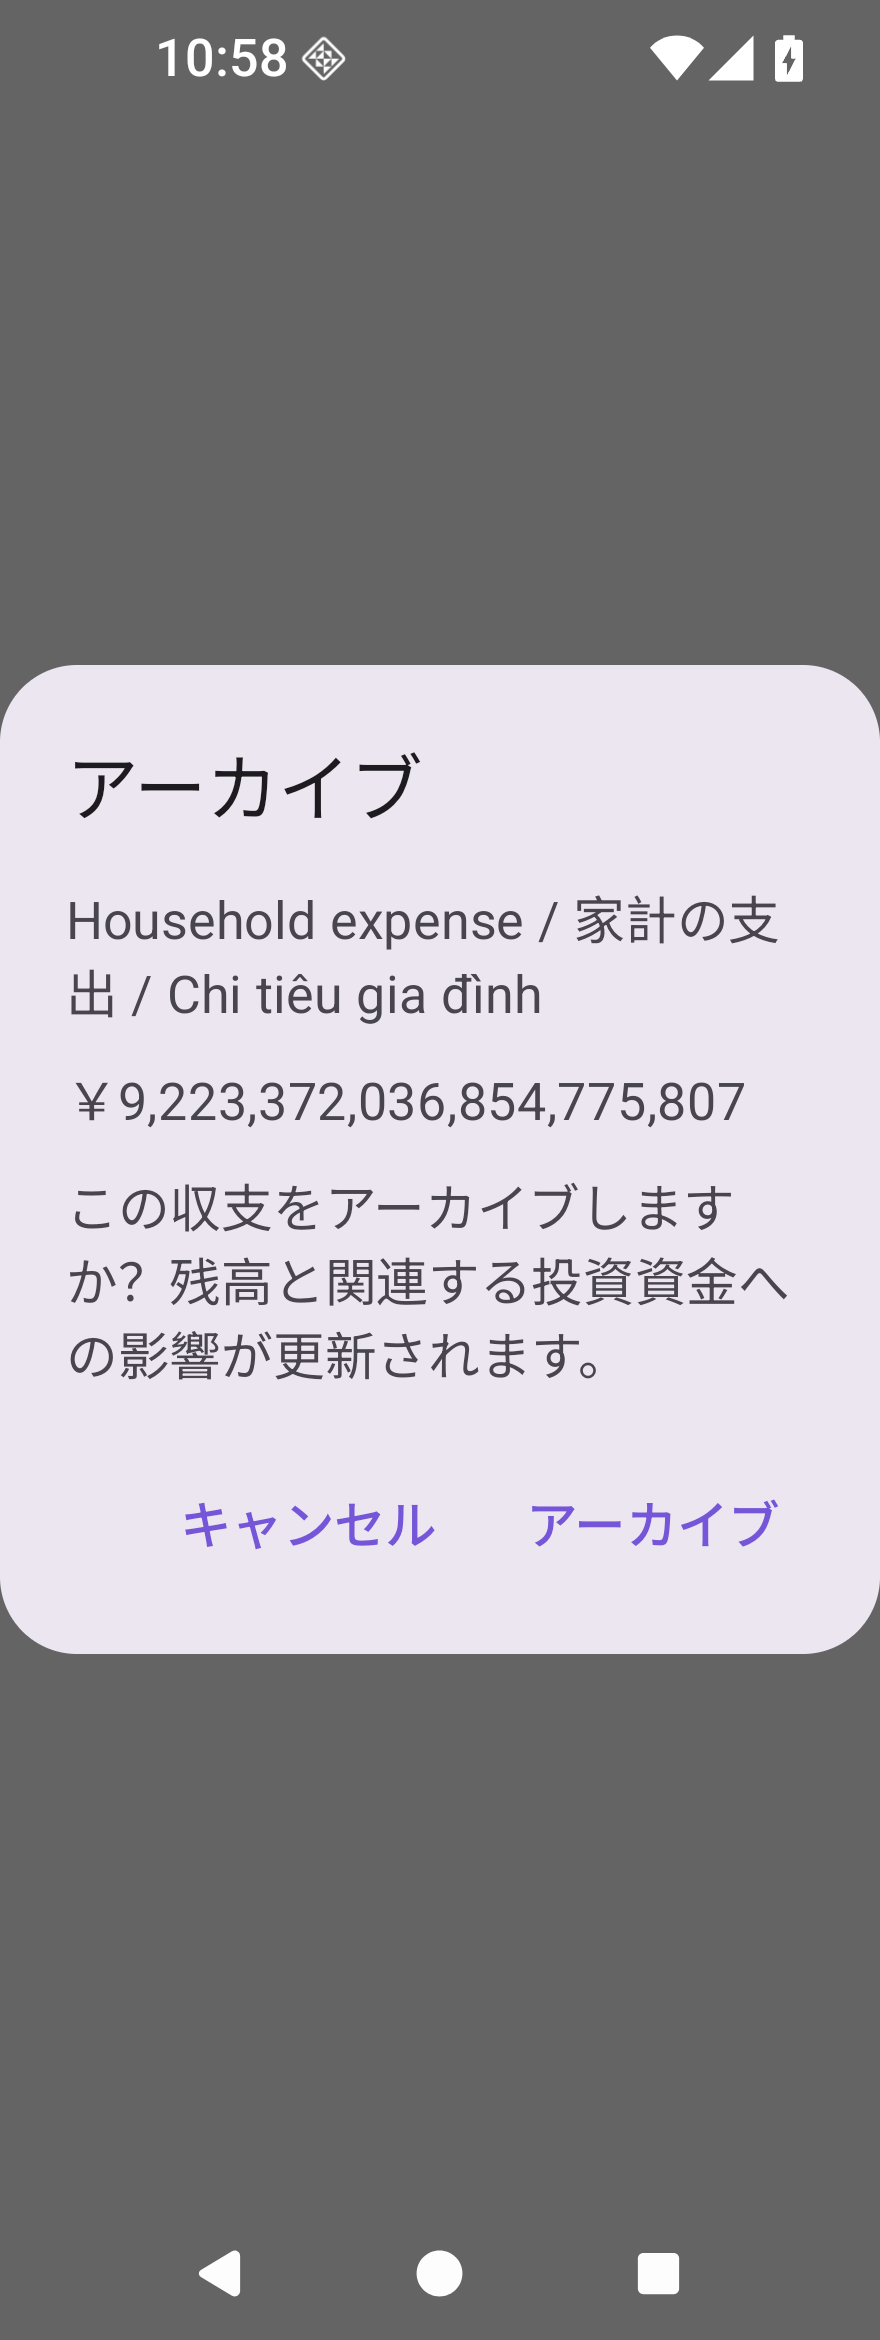 10:58
アーカイブ
Household expense / 家計の支
出 / Chi tiêu gia đình
￥9,223,372,036,854,775,807
この収支をアーカイブします
か？残高と関連する投資資金へ
の影響が更新されます。
キャンセル アーカイブ